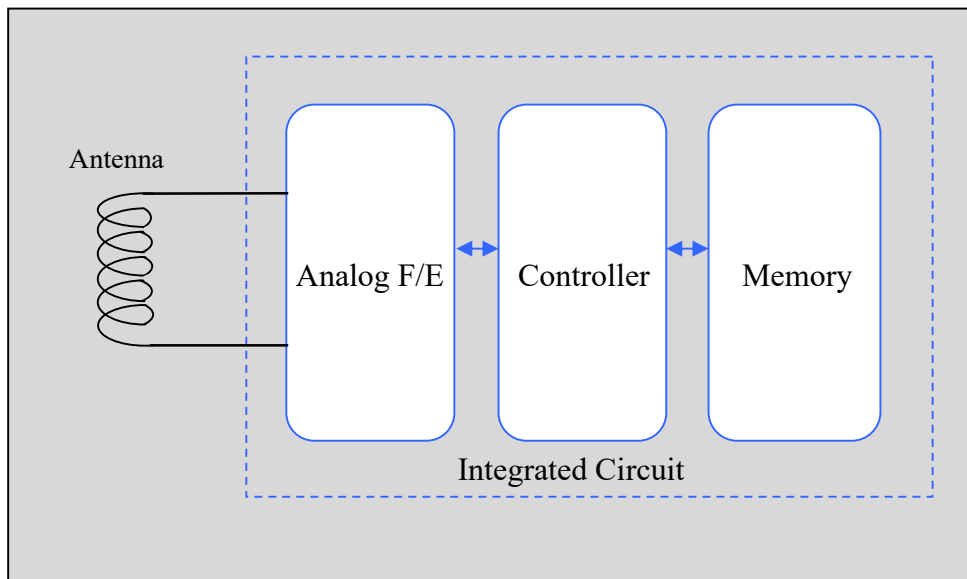 Antenna
Analog F/E
Controller
Memory
Integrated Circuit